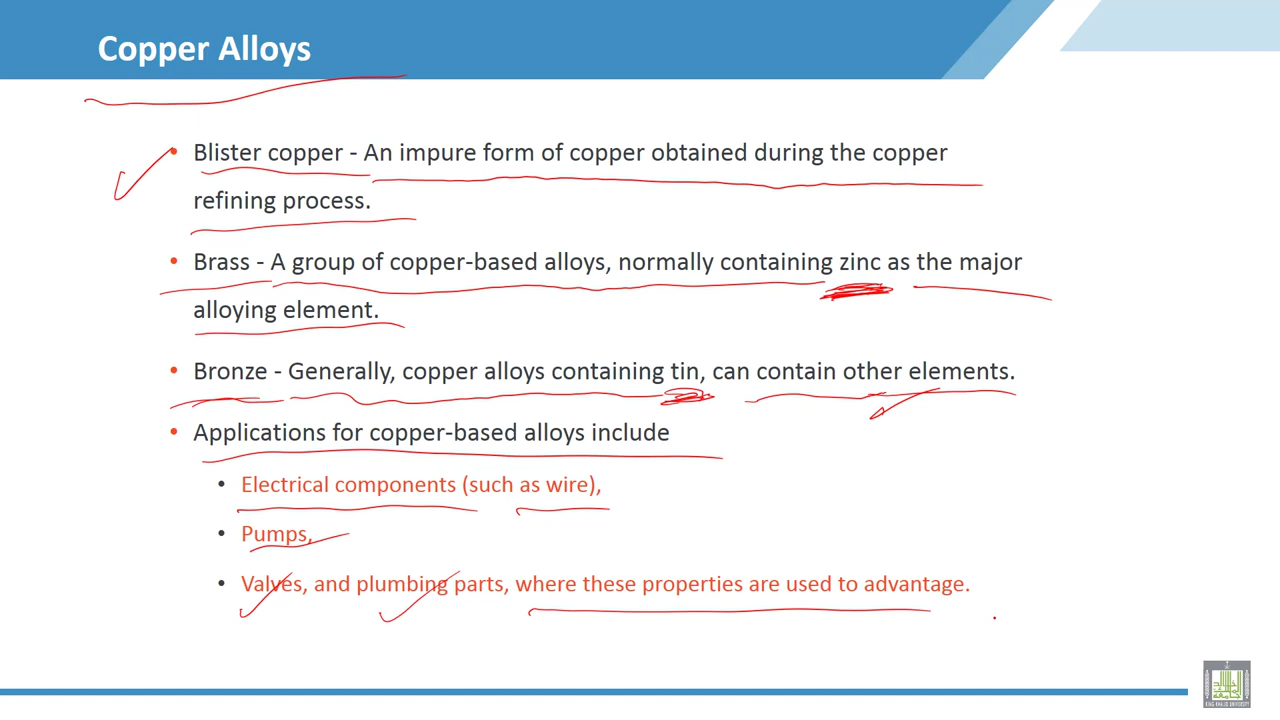 Copper Alloys
• Blister copper - An impure form of copper obtained during the copper
refining process.
• Brass - A group of copper-based alloys, normally containing zinc as the major
alloying element.
• Bronze - Generally, copper alloys containing tin, can contain other elements.
• Applications for copper-based alloys include
• Electrical components (such as wire),
• Pumps,
• Valves, and plumbing parts, where these properties are used to advantage.
KING KHALID UNIVERSITY